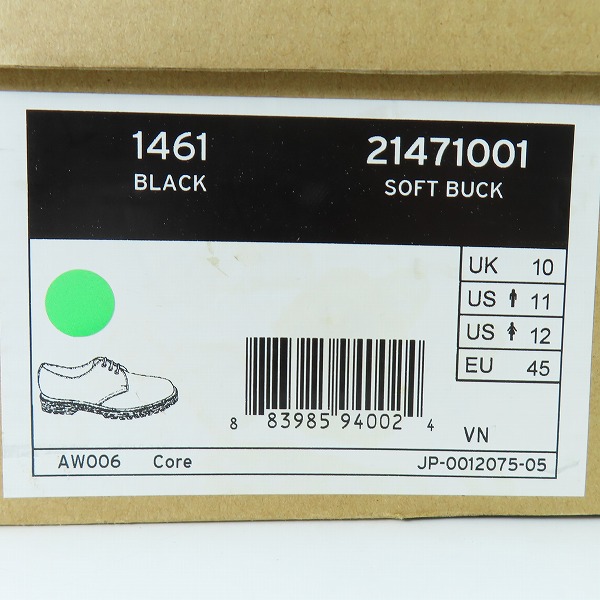 1461 21471001
BLACK SOFT BUCK
UK 10
US 11
US 12
EU 45
8 83985 94002 4
VN
AW006 Core JP-0012075-05